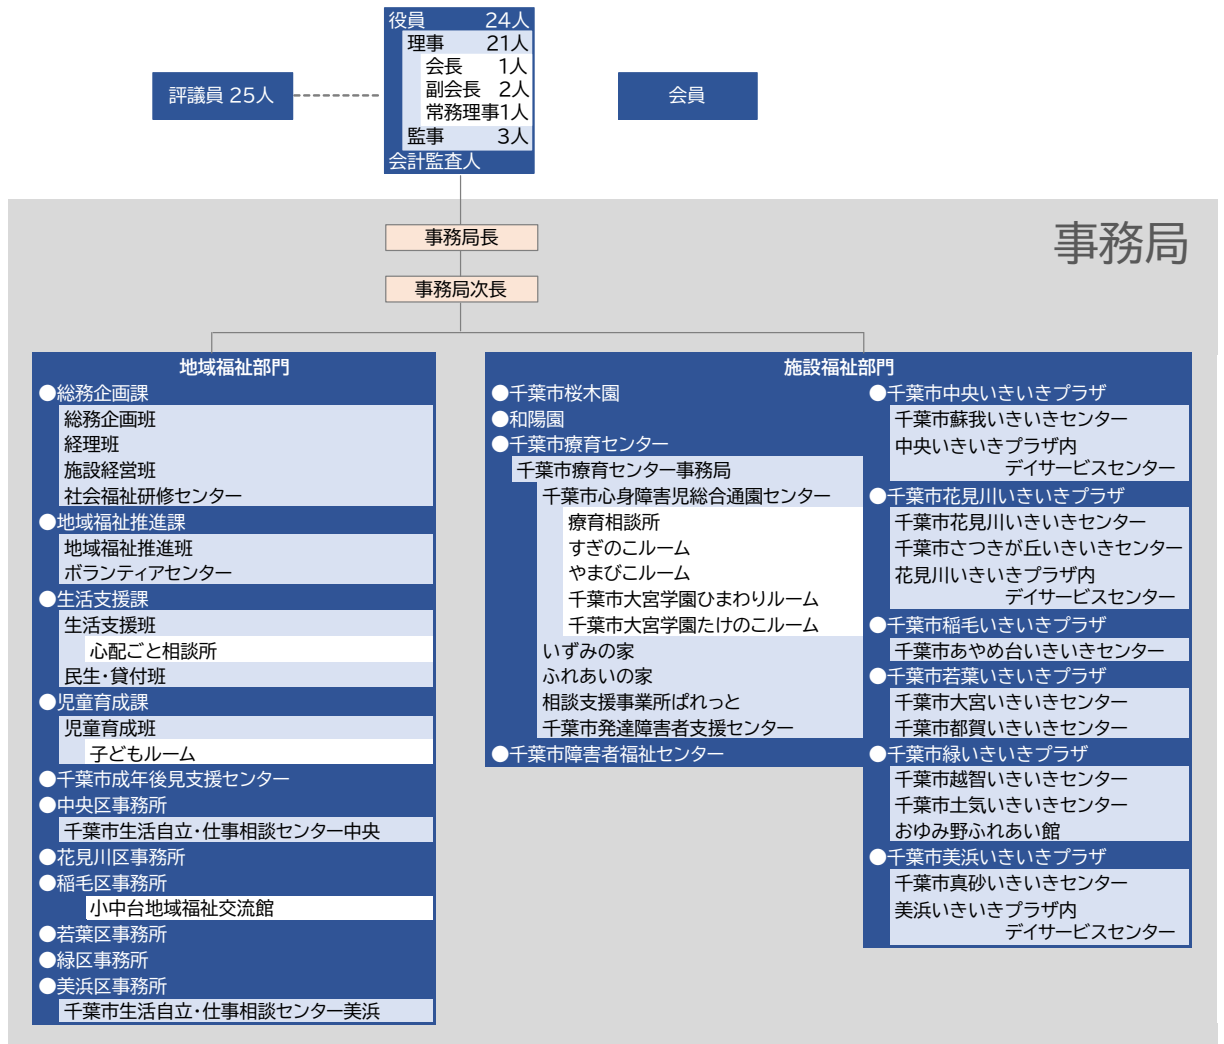 役員 24人
理事 21人
会長 1人
副会長 2人
常務理事1人
監事 3人
会計監査人
評議員 25人
会員
事務局
事務局長
事務局次長
地域福祉部門
●総務企画課
総務企画班
経理班
施設経営班
社会福祉研修センター
●地域福祉推進課
地域福祉推進班
ボランティアセンター
●生活支援課
生活支援班
心配ごと相談所
民生・貸付班
●児童育成課
児童育成班
子どもルーム
●千葉市成年後見支援センター
●中央区事務所
千葉市生活自立・仕事相談センター中央
●花見川区事務所
●稲毛区事務所
小中台地域福祉交流館
●若葉区事務所
●緑区事務所
●美浜区事務所
千葉市生活自立・仕事相談センター美浜
施設福祉部門
●千葉市桜木園
●和陽園
●千葉市療育センター
千葉市療育センター事務局
千葉市心身障害児総合通園センター
療育相談所
すぎのこルーム
やまびこルーム
千葉市大宮学園ひまわりルーム
千葉市大宮学園たけのこルーム
いずみの家
ふれあいの家
相談支援事業所ぱれっと
千葉市発達障害者支援センター
●千葉市障害者福祉センター
●千葉市中央いきいきプラザ
千葉市蘇我いきいきセンター
中央いきいきプラザ内
デイサービスセンター
●千葉市花見川いきいきプラザ
千葉市花見川いきいきセンター
千葉市さつきが丘いきいきセンター
花見川いきいきプラザ内
デイサービスセンター
●千葉市稲毛いきいきプラザ
千葉市あやめ台いきいきセンター
●千葉市若葉いきいきプラザ
千葉市大宮いきいきセンター
千葉市都賀いきいきセンター
●千葉市緑いきいきプラザ
千葉市越智いきいきセンター
千葉市土気いきいきセンター
おゆみ野ふれあい館
●千葉市美浜いきいきプラザ
千葉市真砂いきいきセンター
美浜いきいきプラザ内
デイサービスセンター